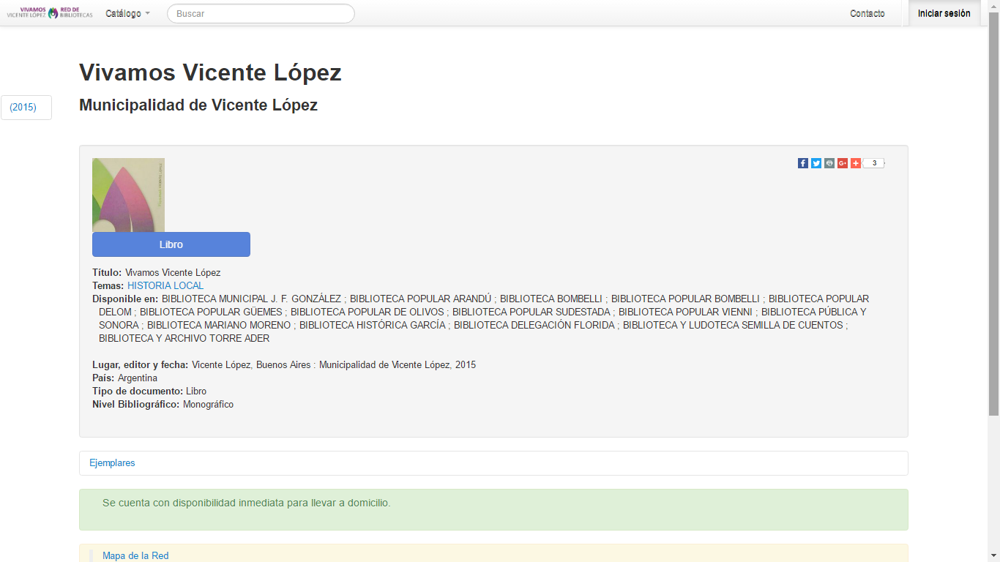 VIVAMOS VICENTE LÓPEZ RED DE BIBLIOTECAS
Catálogo
Buscar
Contacto
Iniciar sesión
Vivamos Vicente López
(2015)
Municipalidad de Vicente López
3
Libro
Título: Vivamos Vicente López
Temas: HISTORIA LOCAL
Disponible en: BIBLIOTECA MUNICIPAL J. F. GONZÁLEZ ; BIBLIOTECA POPULAR ARANDÚ ; BIBLIOTECA BOMBELLI ; BIBLIOTECA POPULAR BOMBELLI ; BIBLIOTECA POPULAR
DELOM ; BIBLIOTECA POPULAR GÜEMES ; BIBLIOTECA POPULAR DE OLIVOS ; BIBLIOTECA POPULAR SUDESTADA ; BIBLIOTECA POPULAR VIENNI ; BIBLIOTECA PÚBLICA Y
SONORA ; BIBLIOTECA MARIANO MORENO ; BIBLIOTECA HISTÓRICA GARCÍA ; BIBLIOTECA DELEGACIÓN FLORIDA ; BIBLIOTECA Y LUDOTECA SEMILLA DE CUENTOS ;
BIBLIOTECA Y ARCHIVO TORRE ADER
Lugar, editor y fecha: Vicente López, Buenos Aires : Municipalidad de Vicente López, 2015
País: Argentina
Tipo de documento: Libro
Nivel Bibliográfico: Monográfico
Ejemplares
Se cuenta con disponibilidad inmediata para llevar a domicilio.
Mapa de la Red